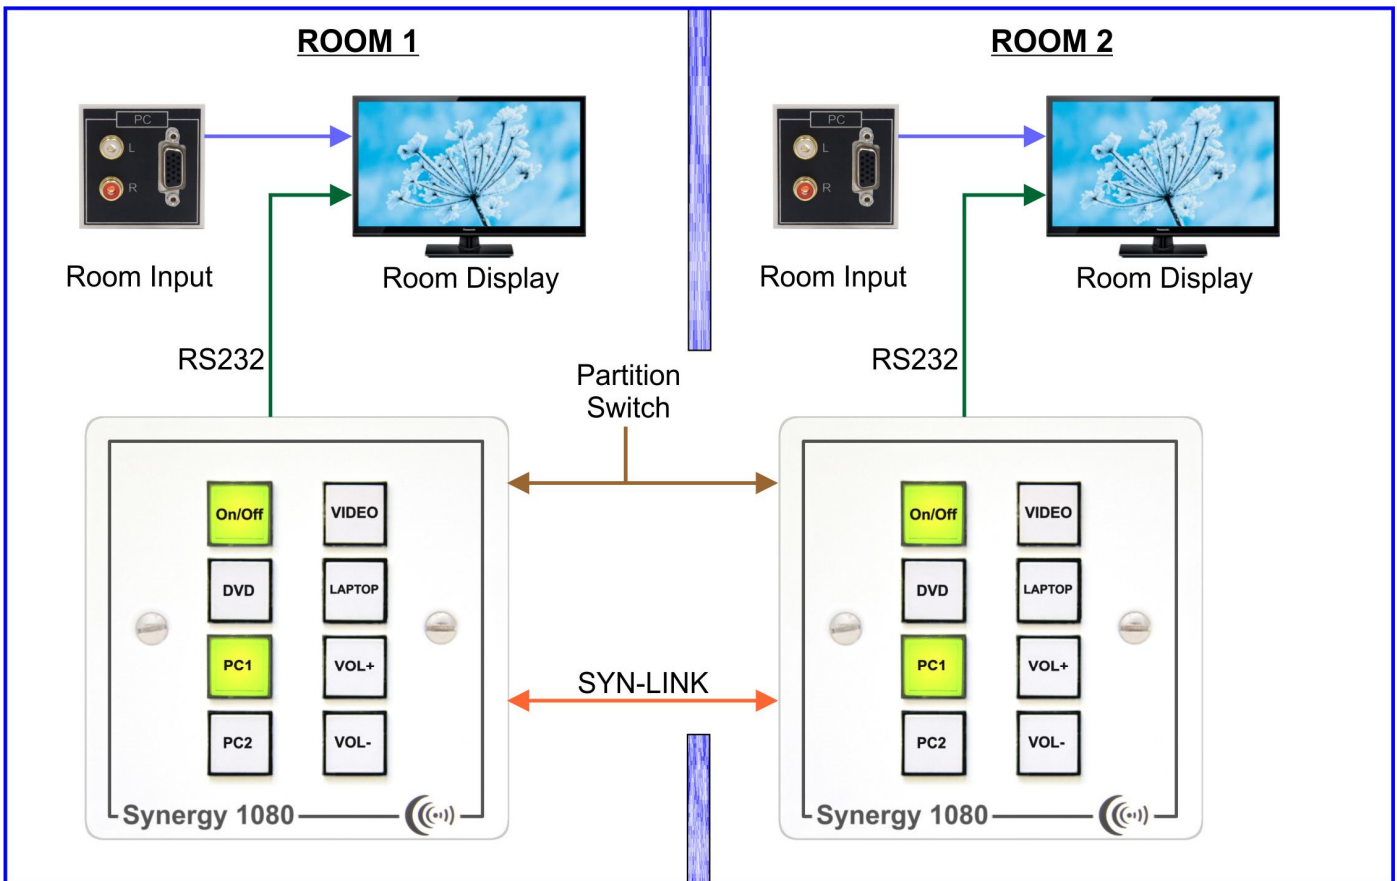 ROOM 1
PC
L
R
Room Input
Room Display
RS232
ROOM 2
PC
L
R
Room Input
Room Display
RS232
Partition
Switch
SYN-LINK
On/Off
VIDEO
DVD
LAPTOP
PC1
VOL+
PC2
VOL-
Synergy 1080
On/Off
VIDEO
DVD
LAPTOP
PC1
VOL+
PC2
VOL-
Synergy 1080